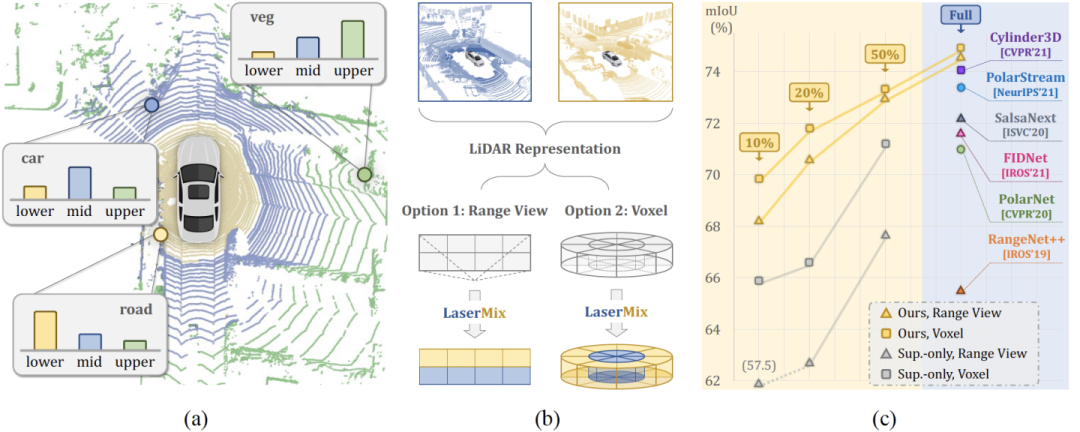 veg
lower mid upper
car
lower mid upper
road
lower mid upper
(a)
LiDAR Representation
Option 1: Range View
Option 2: Voxel
LaserMix
LaserMix
(b)
mIoU
(%)
74
72
70
68
66
64
62
10%
20%
50%
Full
(57.5)
Cylinder3D
[CVPR'21]
PolarStream
[NeurIPS'21]
SalsaNext
[ISVC'20]
FIDNet
[IROS'21]
PolarNet
[CVPR'20]
RangeNet++
[IROS'19]
Ours, Range View
Ours, Voxel
Sup.-only, Range View
Sup.-only, Voxel
(c)